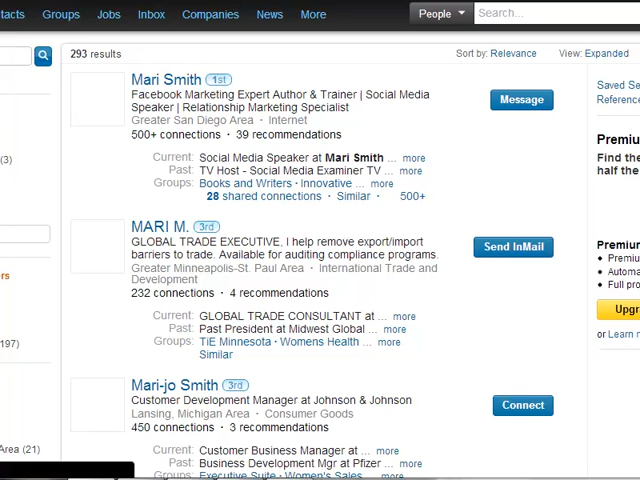 tacts Groups Jobs Inbox Companies News More People Search...
293 results Sort by: Relevance View: Expanded
Mari Smith 1st
Facebook Marketing Expert Author & Trainer | Social Media
Speaker | Relationship Marketing Specialist
Greater San Diego Area · Internet
500+ connections · 39 recommendations
Message
Current: Social Media Speaker at Mari Smith ... more
Past: TV Host - Social Media Examiner TV ... more
Groups: Books and Writers · Innovative ... more
28 shared connections · Similar · 500+
MARI M. 3rd
GLOBAL TRADE EXECUTIVE, I help remove export/import
barriers to trade. Available for auditing compliance programs.
Greater Minneapolis-St. Paul Area · International Trade and
Development
232 connections · 4 recommendations
Send InMail
Current: GLOBAL TRADE CONSULTANT at ... more
Past: Past President at Midwest Global ... more
Groups: TiE Minnesota · Womens Health ... more
Similar
Mari-jo Smith 3rd
Customer Development Manager at Johnson & Johnson
Lansing, Michigan Area · Consumer Goods
450 connections · 3 recommendations
Connect
Current: Customer Business Manager at ... more
Past: Business Development Mgr at Pfizer ... more
Groups: Executive Suite · Women's Sales ... more
(3)
rs
197)
Area (21)
Saved Se
Reference
Premiu
Find the
half the
Premium
• Premiu
• Automa
• Full pro
Upgr
or Learn m